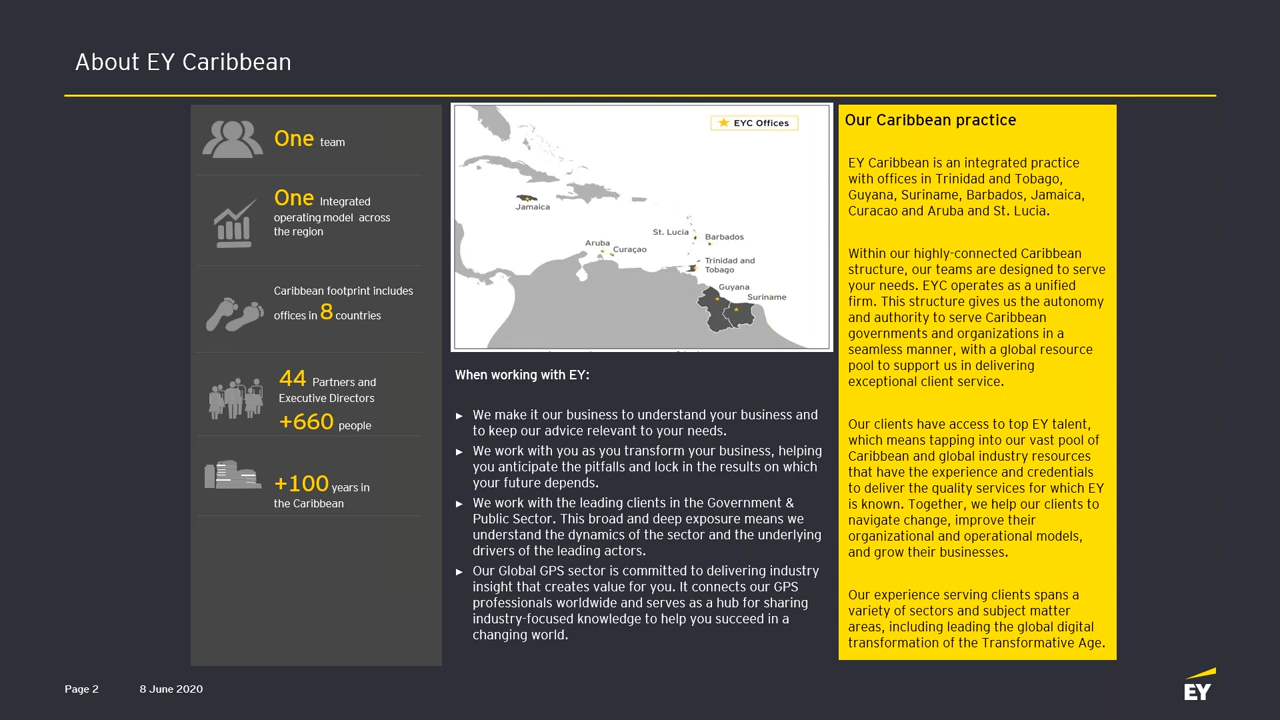 About EY Caribbean
One team
One Integrated
operating model across
the region
Caribbean footprint includes
offices in 8 countries
44 Partners and
Executive Directors
+660 people
+100 years in
the Caribbean
EYC Offices
Jamaica
St. Lucia
Barbados
Aruba
Curaçao
Trinidad and
Tobago
Guyana
Suriname
When working with EY:
► We make it our business to understand your business and
to keep our advice relevant to your needs.
► We work with you as you transform your business, helping
you anticipate the pitfalls and lock in the results on which
your future depends.
► We work with the leading clients in the Government &
Public Sector. This broad and deep exposure means we
understand the dynamics of the sector and the underlying
drivers of the leading actors.
► Our Global GPS sector is committed to delivering industry
insight that creates value for you. It connects our GPS
professionals worldwide and serves as a hub for sharing
industry-focused knowledge to help you succeed in a
changing world.
Our Caribbean practice
EY Caribbean is an integrated practice
with offices in Trinidad and Tobago,
Guyana, Suriname, Barbados, Jamaica,
Curacao and Aruba and St. Lucia.
Within our highly-connected Caribbean
structure, our teams are designed to serve
your needs. EYC operates as a unified
firm. This structure gives us the autonomy
and authority to serve Caribbean
governments and organizations in a
seamless manner, with a global resource
pool to support us in delivering
exceptional client service.
Our clients have access to top EY talent,
which means tapping into our vast pool of
Caribbean and global industry resources
that have the experience and credentials
to deliver the quality services for which EY
is known. Together, we help our clients to
navigate change, improve their
organizational and operational models,
and grow their businesses.
Our experience serving clients spans a
variety of sectors and subject matter
areas, including leading the global digital
transformation of the Transformative Age.
Page 2
8 June 2020
EY